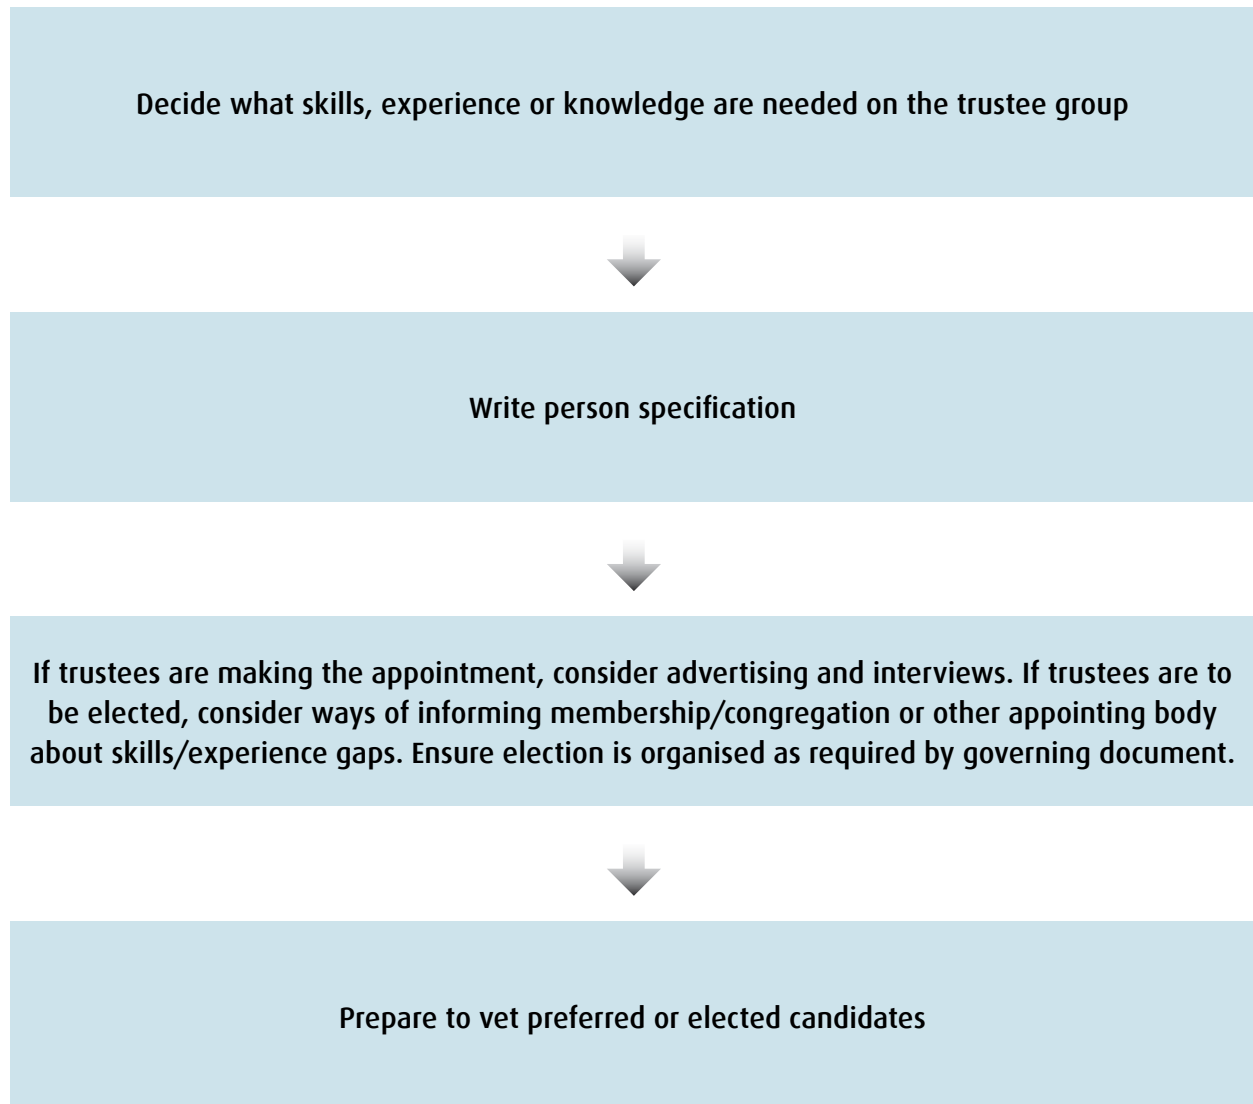 Decide what skills, experience or knowledge are needed on the trustee group
Write person specification
If trustees are making the appointment, consider advertising and interviews. If trustees are to
be elected, consider ways of informing membership/congregation or other appointing body
about skills/experience gaps. Ensure election is organised as required by governing document.
Prepare to vet preferred or elected candidates